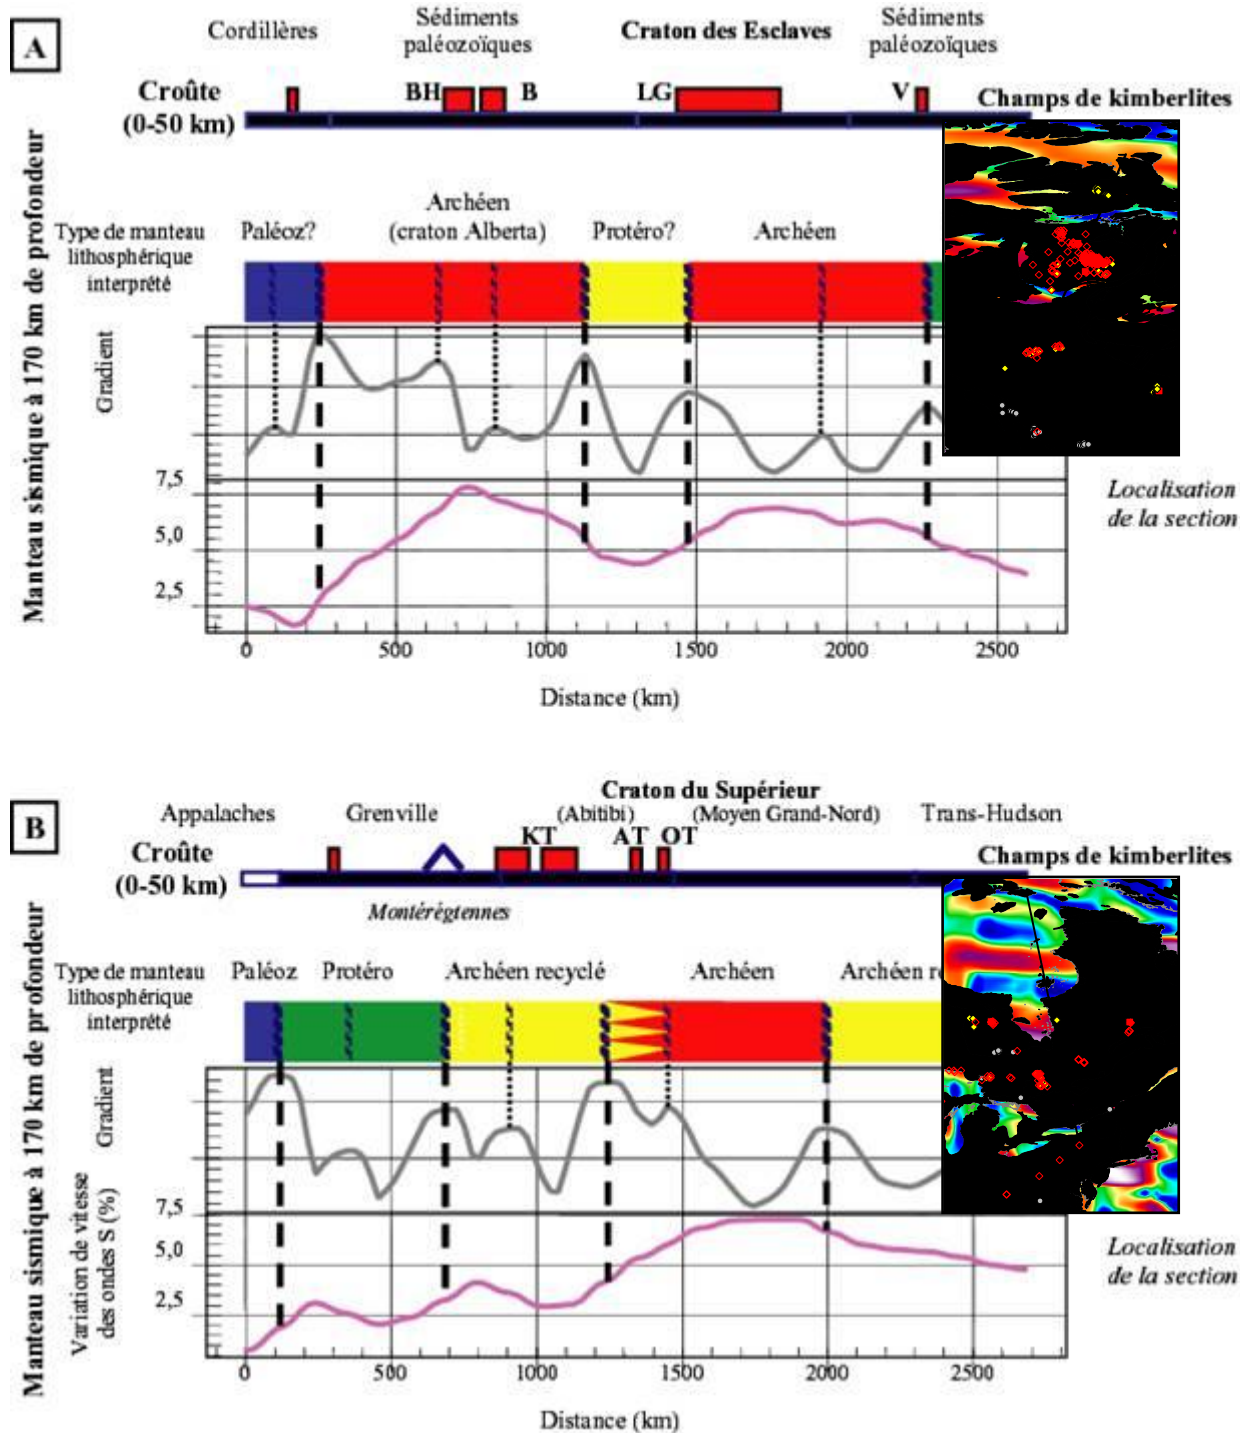 A
Cordillères
Sédiments
paléozoïques
Craton des Esclaves
Sédiments
paléozoïques
Croûte
(0-50 km)
BH
B
LG
V
Champs de kimberlites
Manteau sismique à 170 km de profondeur
Type de manteau
lithosphérique
interprété
Paléoz?
Archéen
(craton Alberta)
Protéro?
Archéen
Gradient
7,5
5,0
2,5
0
500
1000
1500
2000
2500
Distance (km)
Localisation
de la section
B
Appalaches
Grenville
Craton du Supérieur
(Abitibi)
(Moyen Grand-Nord)
Trans-Hudson
Croûte
(0-50 km)
KT
AT
OT
Champs de kimberlites
Montérégiennes
Manteau sismique à 170 km de profondeur
Type de manteau
lithosphérique
interprété
Paléoz
Protéro
Archéen recyclé
Archéen
Archéen re
Gradient
Variation de vitesse
des ondes S (%)
7,5
5,0
2,5
0
500
1000
1500
2000
2500
Distance (km)
Localisation
de la section